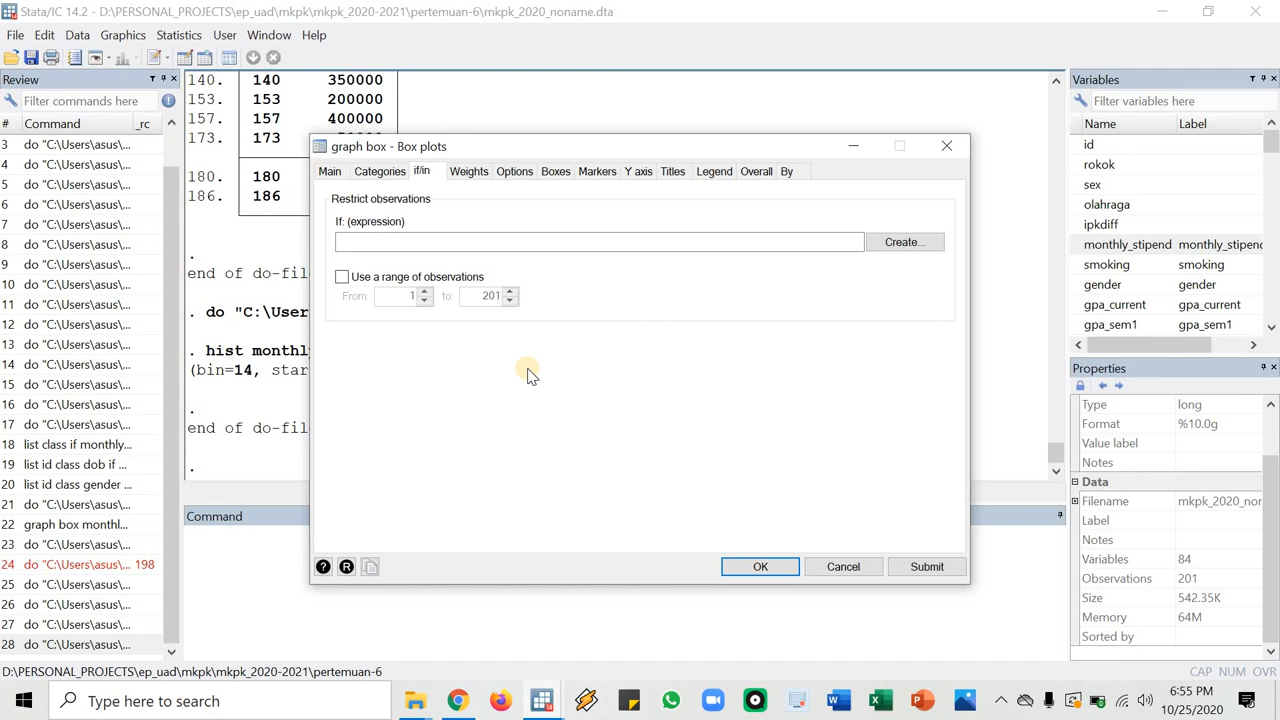 Stata/IC 14.2 - D:\PERSONAL_PROJECTS\ep_uad\mkpk\mkpk_2020-2021\pertemuan-6\mkpk_2020_noname.dta
File Edit Data Graphics Statistics User Window Help
Review
Filter commands here
# Command _rc
3 do "C:\Users\asus\...
4 do "C:\Users\asus\...
5 do "C:\Users\asus\...
6 do "C:\Users\asus\...
7 do "C:\Users\asus\...
8 do "C:\Users\asus\...
9 do "C:\Users\asus\...
10 do "C:\Users\asus\...
11 do "C:\Users\asus\...
12 do "C:\Users\asus\...
13 do "C:\Users\asus\...
14 do "C:\Users\asus\...
15 do "C:\Users\asus\...
16 do "C:\Users\asus\...
17 do "C:\Users\asus\...
18 list class if monthly...
19 list id class dob if ...
20 list id class gender ...
21 do "C:\Users\asus\...
22 graph box monthl...
23 do "C:\Users\asus\...
24 do "C:\Users\asus\... 198
25 do "C:\Users\asus\...
26 do "C:\Users\asus\...
27 do "C:\Users\asus\...
28 do "C:\Users\asus\...
140. 140 350000
153. 153 200000
157. 157 400000
173. 173
180. 180
186. 186
.
end of do-fil
. do "C:\User
. hist monthly
(bin=14, star
.
end of do-fil
.
Command
graph box - Box plots
Main Categories if/in Weights Options Boxes Markers Y axis Titles Legend Overall By
Restrict observations
If: (expression)
Create...
Use a range of observations
From: 1 to: 201
OK Cancel Submit
Variables
Filter variables here
Name Label
id
rokok
sex
olahraga
ipkdiff
monthly_stipend monthly_stipenc
smoking smoking
gender gender
gpa_current gpa_current
gpa_sem1 gpa_sem1
Properties
Type long
Format %10.0g
Value label
Notes
Data
Filename mkpk_2020_nor
Label
Notes
Variables 84
Observations 201
Size 542.35K
Memory 64M
Sorted by
D:\PERSONAL_PROJECTS\ep_uad\mkpk\mkpk_2020-2021\pertemuan-6
CAP NUM OVR
Type here to search
6:55 PM
10/25/2020